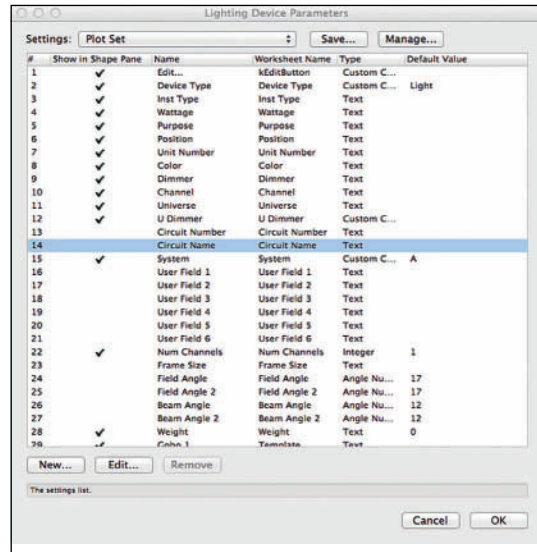 Lighting Device Parameters
Settings: Plot Set Save... Manage...
# Show in Shape Pane Name Worksheet Name Type Default Value
1 ✔ Edit... kEditButton Custom C...
2 ✔ Device Type Device Type Custom C... Light
3 ✔ Inst Type Inst Type Text
4 ✔ Wattage Wattage Text
5 ✔ Purpose Purpose Text
6 ✔ Position Position Text
7 ✔ Unit Number Unit Number Text
8 ✔ Color Color Text
9 ✔ Dimmer Dimmer Text
10 ✔ Channel Channel Text
11 ✔ Universe Universe Text
12 ✔ U Dimmer U Dimmer Custom C...
13 Circuit Number Circuit Number Text
14 Circuit Name Circuit Name Text
15 ✔ System System Custom C... A
16 User Field 1 User Field 1 Text
17 User Field 2 User Field 2 Text
18 User Field 3 User Field 3 Text
19 User Field 4 User Field 4 Text
20 User Field 5 User Field 5 Text
21 User Field 6 User Field 6 Text
22 ✔ Num Channels Num Channels Integer 1
23 Frame Size Frame Size Text
24 Field Angle Field Angle Angle Nu... 17
25 Field Angle 2 Field Angle 2 Angle Nu... 17
26 Beam Angle Beam Angle Angle Nu... 12
27 Beam Angle 2 Beam Angle 2 Angle Nu... 12
28 ✔ Weight Weight Text 0
29 ✔ Gobo 1 Template Text
New... Edit... Remove
The settings list.
Cancel OK